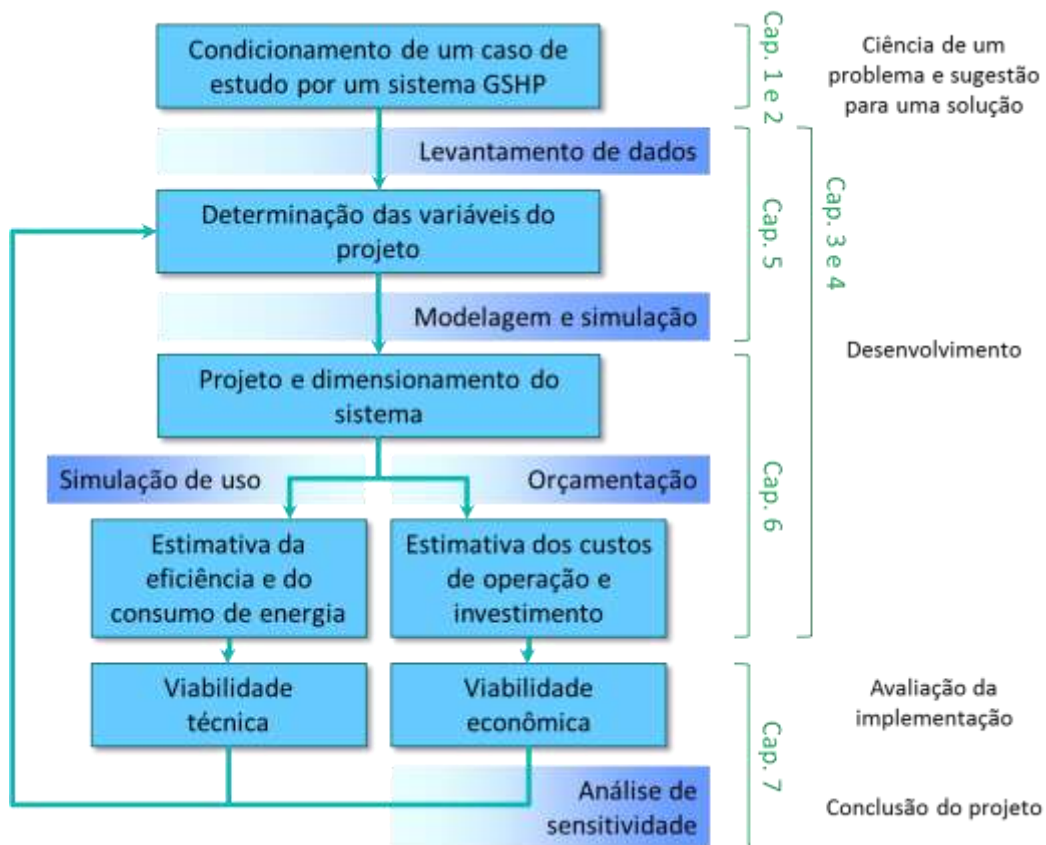 Condicionamento de um caso de
estudo por um sistema GSHP
Cap. 1 e 2
Ciência de um
problema e sugestão
para uma solução
Levantamento de dados
Determinação das variáveis do
projeto
Modelagem e simulação
Cap. 5
Cap. 3 e 4
Desenvolvimento
Projeto e dimensionamento do
sistema
Simulação de uso
Orçamentação
Estimativa da
eficiência e do
consumo de energia
Estimativa dos custos
de operação e
investimento
Cap. 6
Viabilidade
técnica
Viabilidade
econômica
Avaliação da
implementação
Análise de
sensitividade
Cap. 7
Conclusão do projeto